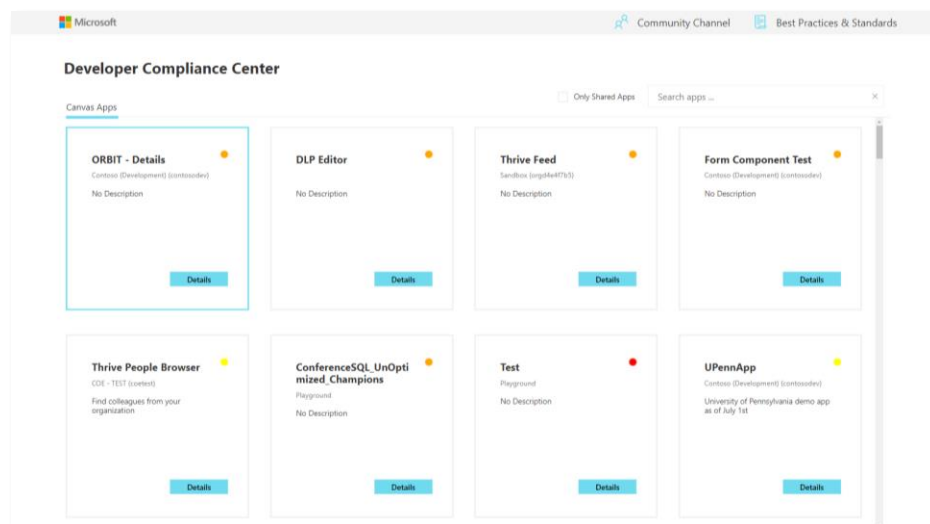 Microsoft
Community Channel
Best Practices & Standards
Developer Compliance Center
Only Shared Apps
Search apps ...
Canvas Apps
ORBIT - Details
Contoso (Development) (contosodev)
No Description
Details
DLP Editor
No Description
Details
Thrive Feed
Sandbox (orgd4e4f7b5)
No Description
Details
Form Component Test
Contoso (Development) (contosodev)
No Description
Details
Thrive People Browser
COE - TEST (coetest)
Find colleagues from your
organization
Details
ConferenceSQL_UnOpti
mized_Champions
Playground
No Description
Details
Test
Playground
No Description
Details
UPennApp
Contoso (Development) (contosodev)
University of Pennsylvania demo app
as of July 1st
Details